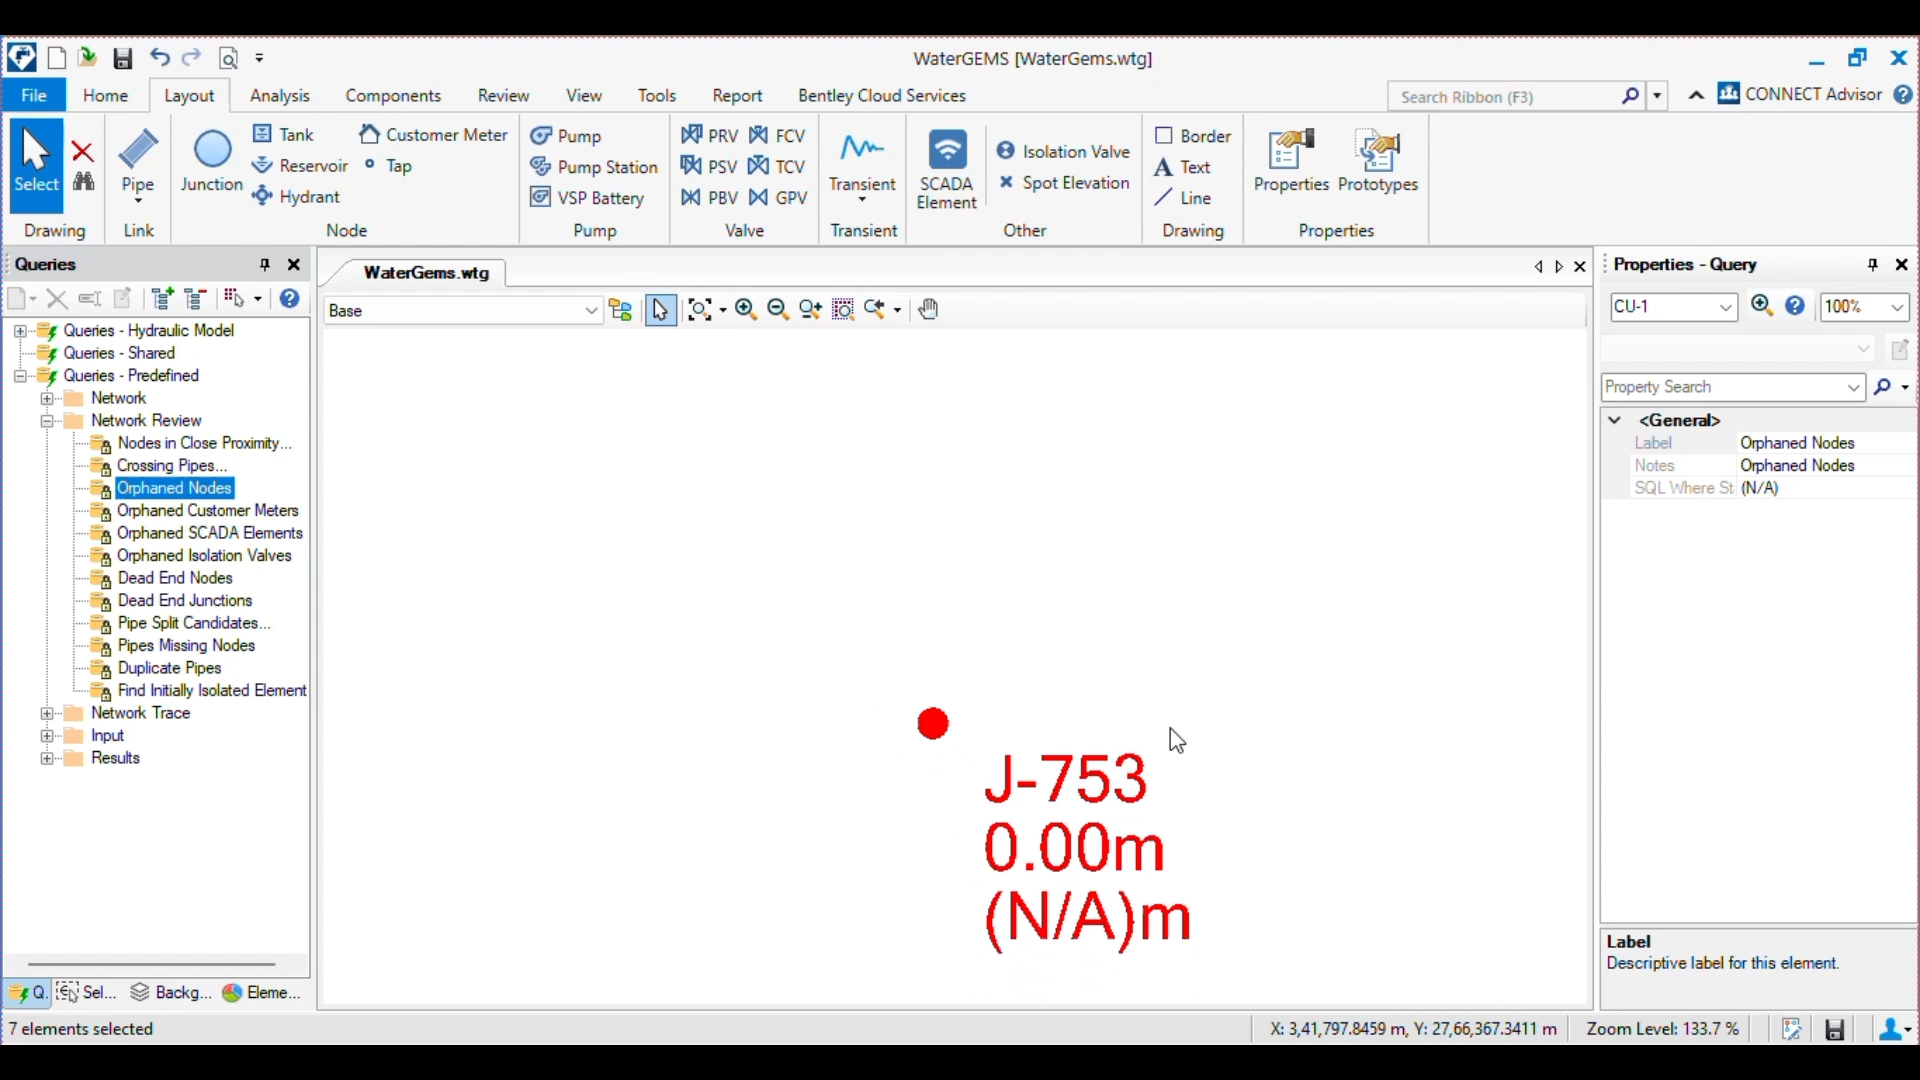 WaterGEMS [WaterGems.wtg]
File Home Layout Analysis Components Review View Tools Report Bentley Cloud Services Search Ribbon (F3) CONNECT Advisor
Tank Customer Meter Pump PRV FCV Border
Isolation Valve
Reservoir Tap Pump Station PSV TCV Text
Select Pipe Junction Transient SCADA Element Spot Elevation Properties Prototypes
Hydrant VSP Battery PBV GPV Line
Drawing Link Node Pump Valve Transient Other Drawing Properties
Queries
WaterGems.wtg
Base
Queries - Hydraulic Model
Queries - Shared
Queries - Predefined
Network
Network Review
Nodes in Close Proximity...
Crossing Pipes...
Orphaned Nodes
Orphaned Customer Meters
Orphaned SCADA Elements
Orphaned Isolation Valves
Dead End Nodes
Dead End Junctions
Pipe Split Candidates...
Pipes Missing Nodes
Duplicate Pipes
Find Initially Isolated Element
Network Trace
Input
Results
Q. Sel... Backg... Eleme...
J-753
0.00m
(N/A)m
Properties - Query
CU-1 100%
Property Search
<General>
Label Orphaned Nodes
Notes Orphaned Nodes
SQL Where St (N/A)
Label
Descriptive label for this element.
7 elements selected X: 3,41,797.8459 m, Y: 27,66,367.3411 m Zoom Level: 133.7 %